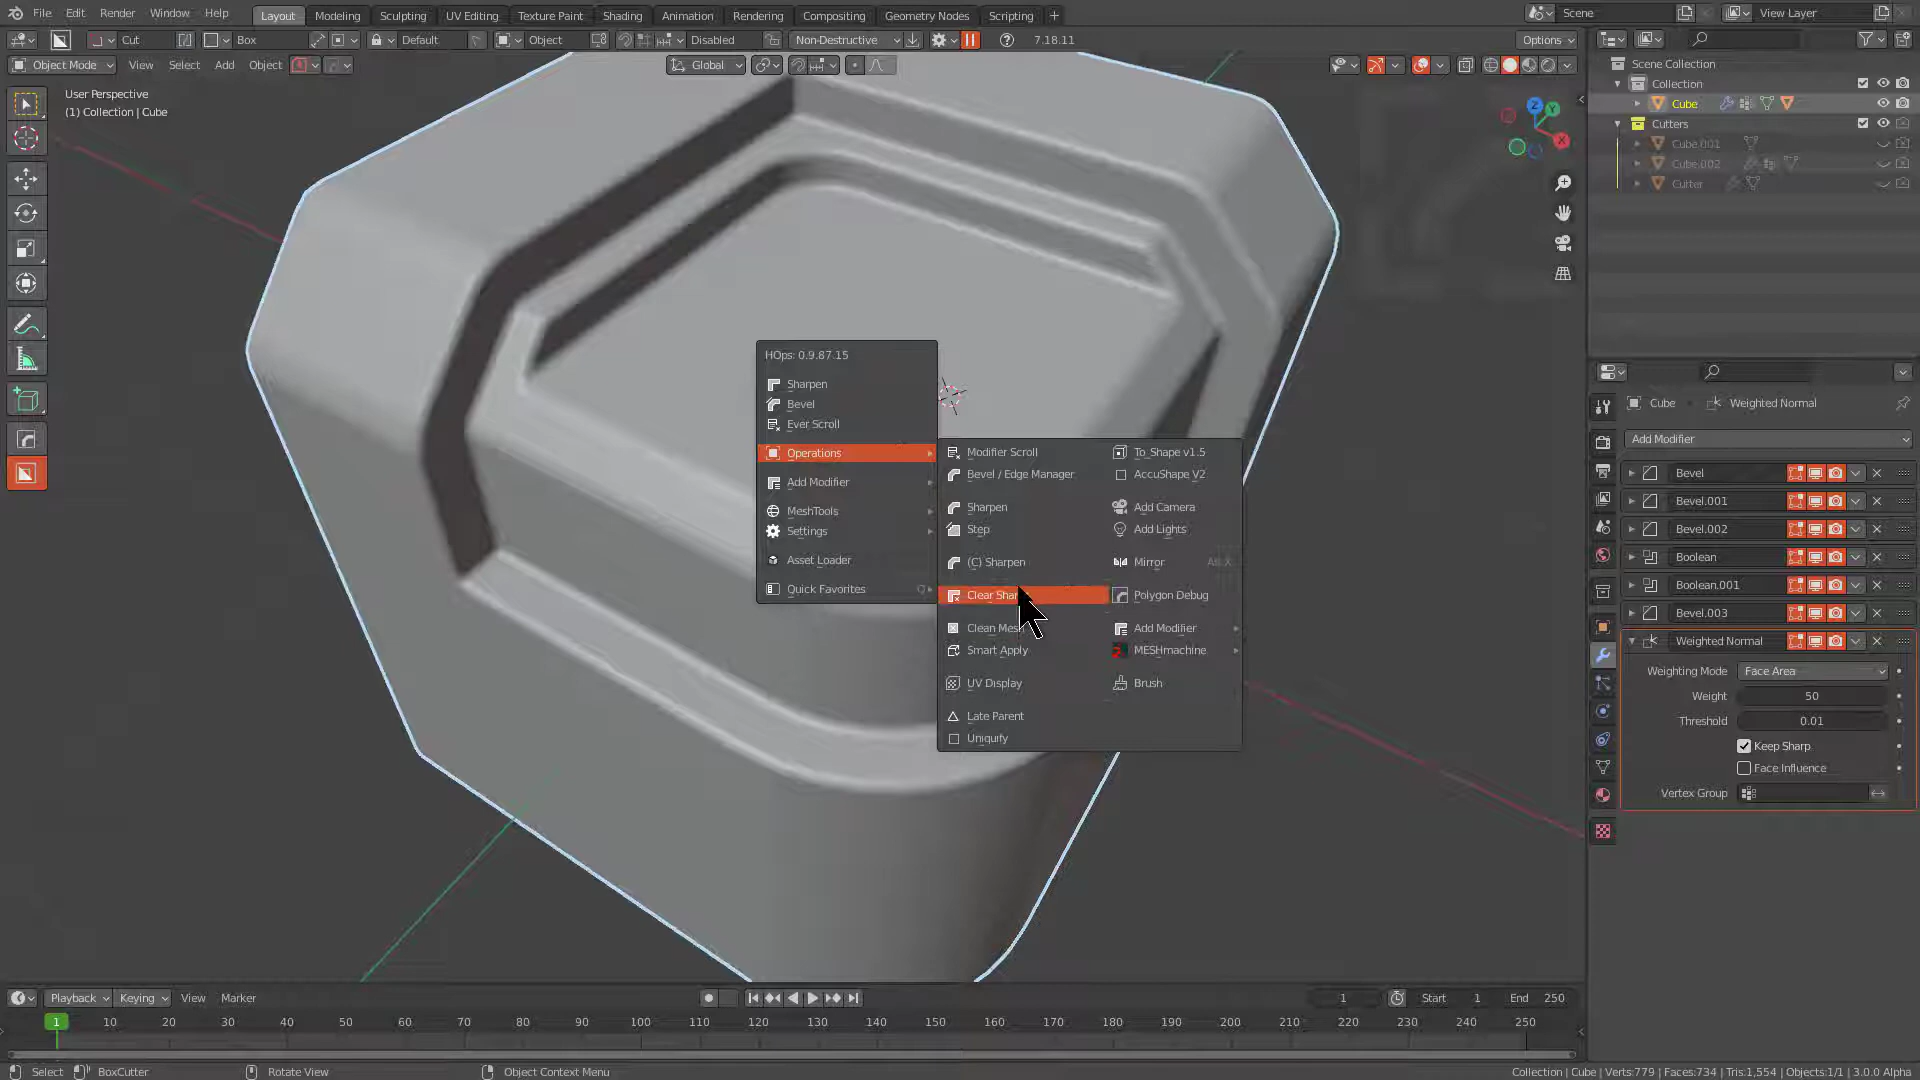 File Edit Render Window Help Layout Modeling Sculpting UV Editing Texture Paint Shading Animation Rendering Compositing Geometry Nodes Scripting + Scene View Layer
Cut Box Default Object Disabled Non-Destructive 7.18.11 Options
Object Mode View Select Add Object Global
User Perspective
(1) Collection | Cube
Z
Y
X
Scene Collection
Collection
Cube
Cutters
Cube.001
Cube.002
Cutter
HOps: 0.9.87.15
Sharpen
Bevel
Ever Scroll
Operations
Add Modifier
MeshTools
Settings
Asset Loader
Quick Favorites Q
Modifier Scroll
Bevel / Edge Manager
Sharpen
Step
(C) Sharpen
Clear Shar
Clean Mes
Smart Apply
UV Display
Late Parent
Uniquify
To_Shape v1.5
AccuShape V2
Add Camera
Add Lights
Mirror Alt X
Polygon Debug
Add Modifier
MESHmachine
Brush
Cube Weighted Normal
Add Modifier
Bevel
Bevel.001
Bevel.002
Boolean
Boolean.001
Bevel.003
Weighted Normal
Weighting Mode Face Area
Weight 50
Threshold 0.01
Keep Sharp
Face Influence
Vertex Group
Playback Keying View Marker 1 Start 1 End 250
1 10 20 30 40 50 60 70 80 90 100 110 120 130 140 150 160 170 180 190 200 210 220 230 240 250
Select BoxCutter Rotate View Object Context Menu Collection | Cube | Verts:779 | Faces:734 | Tris:1,554 | Objects:1/1 | 3.0.0 Alpha